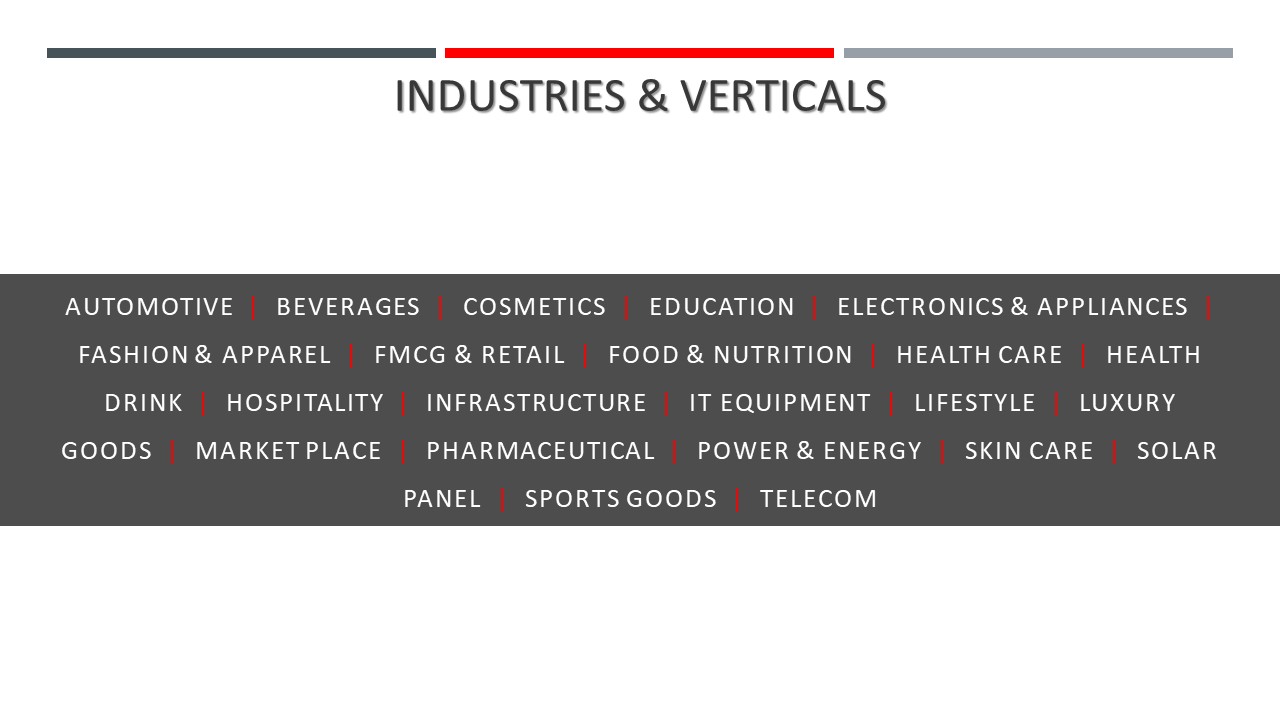 INDUSTRIES & VERTICALS
AUTOMOTIVE | BEVERAGES | COSMETICS | EDUCATION | ELECTRONICS & APPLIANCES |
FASHION & APPAREL | FMCG & RETAIL | FOOD & NUTRITION | HEALTH CARE | HEALTH
DRINK | HOSPITALITY | INFRASTRUCTURE | IT EQUIPMENT | LIFESTYLE | LUXURY
GOODS | MARKET PLACE | PHARMACEUTICAL | POWER & ENERGY | SKIN CARE | SOLAR
PANEL | SPORTS GOODS | TELECOM